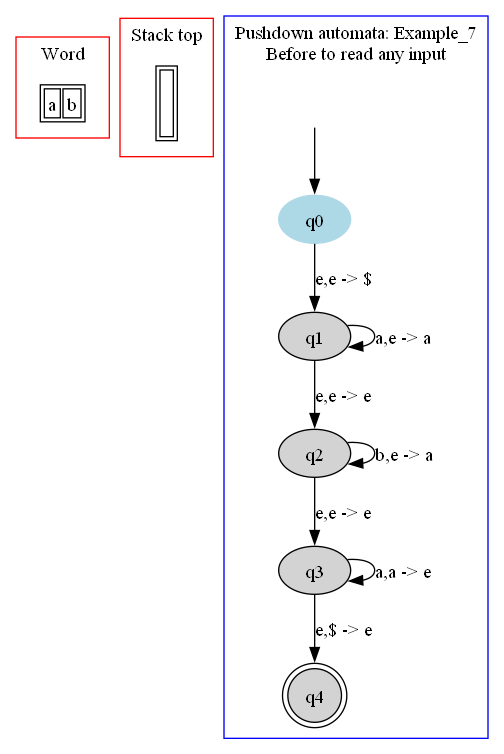 Word
a b
Stack top
Pushdown automata: Example_7
Before to read any input
q0
e,e -> $
q1
a,e -> a
e,e -> e
q2
b,e -> a
e,e -> e
q3
a,a -> e
e,$ -> e
q4